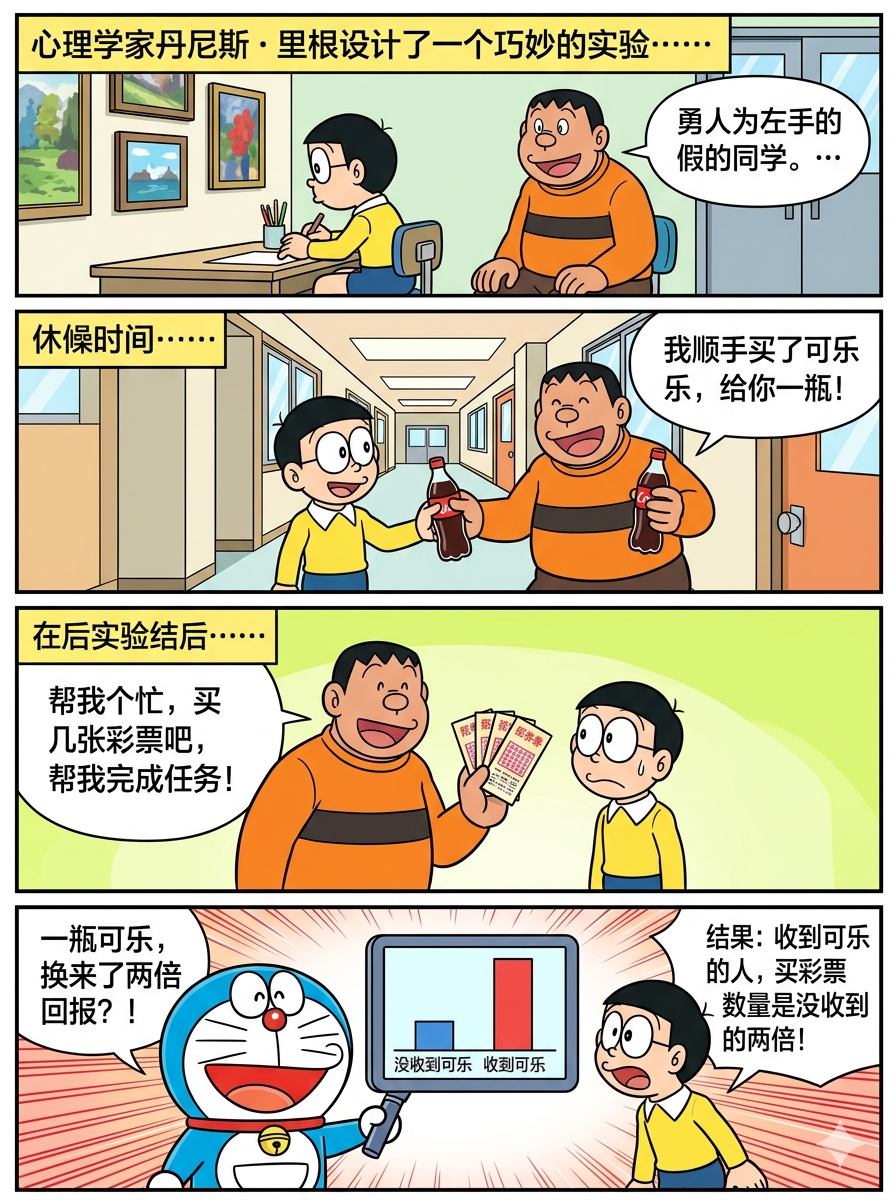 心理学家丹尼斯·里根设计了一个巧妙的实验……
勇人为左手的
假的同学。…
休候时间……
我顺手买了可乐
乐，给你一瓶！
在后实验结后……
帮我个忙，买
几张彩票吧，
帮我完成任务！
一瓶可乐，
换来了两倍
回报？！
没收到可乐 收到可乐
结果：收到可乐
的人，买彩票
数量是没收到
的两倍！